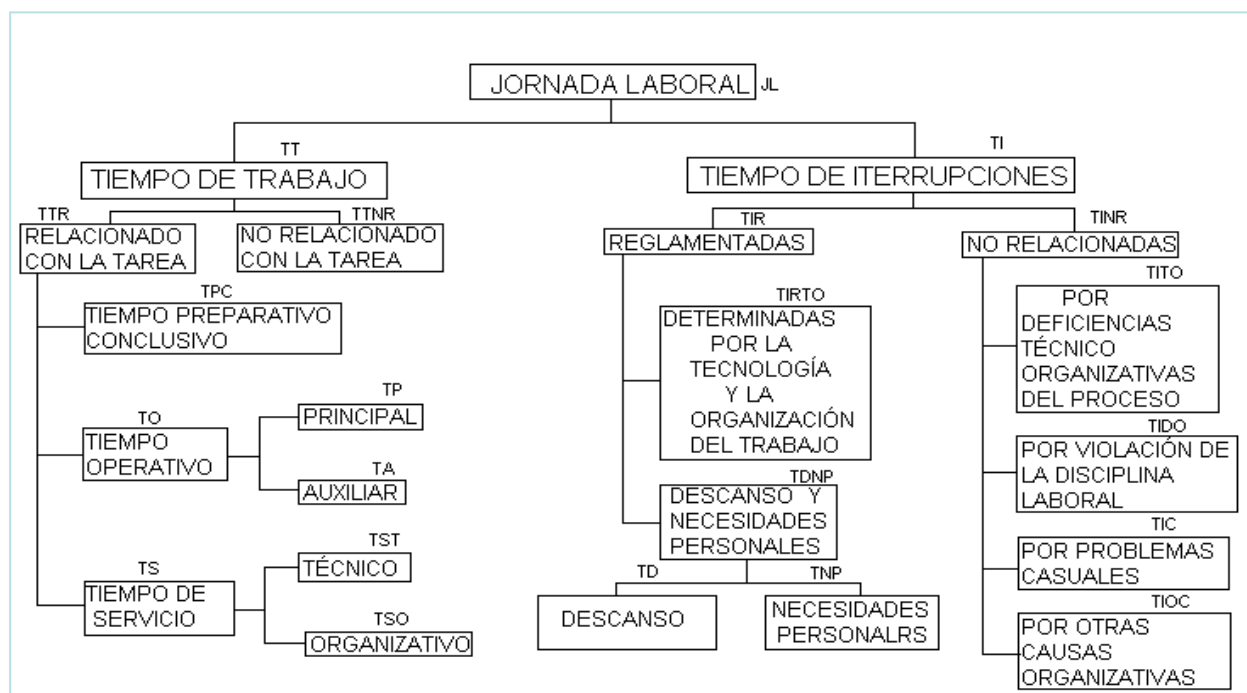 JORNADA LABORAL
JL
TT
TIEMPO DE TRABAJO
TI
TIEMPO DE ITERRUPCIONES
TTR
RELACIONADO
CON LA TAREA
TTNR
NO RELACIONADO
CON LA TAREA
TIR
REGLAMENTADAS
TINR
NO RELACIONADAS
TPC
TIEMPO PREPARATIVO
CONCLUSIVO
TO
TIEMPO
OPERATIVO
TP
PRINCIPAL
TA
AUXILIAR
TS
TIEMPO DE
SERVICIO
TST
TÉCNICO
TSO
ORGANIZATIVO
TIRTO
DETERMINADAS
POR LA
TECNOLOGÍA
Y LA
ORGANIZACIÓN
DEL TRABAJO
TDNP
DESCANSO Y
NECESIDADES
PERSONALES
TD
DESCANSO
TNP
NECESIDADES
PERSONALRS
TITO
POR
DEFICIENCIAS
TÉCNICO
ORGANIZATIVAS
DEL PROCESO
TIDO
POR VIOLACIÓN DE
LA DISCIPLINA
LABORAL
TIC
POR PROBLEMAS
CASUALES
TIOC
POR OTRAS
CAUSAS
ORGANIZATIVAS